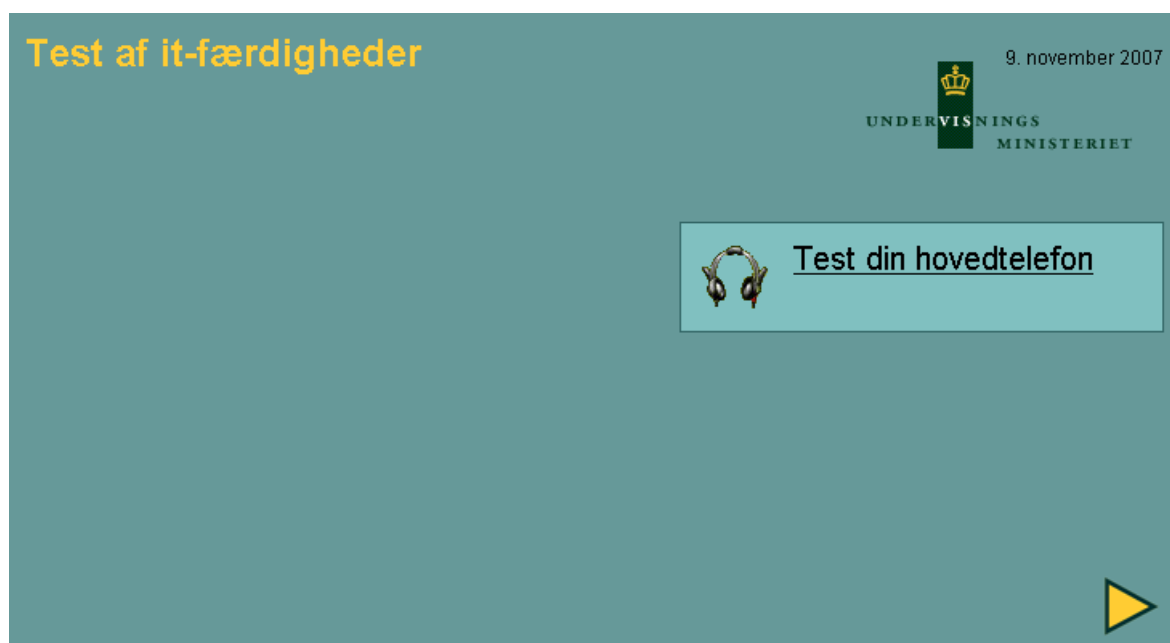 Test af it-færdigheder
9. november 2007
UNDERVISNINGS
MINISTERIET
Test din hovedtelefon